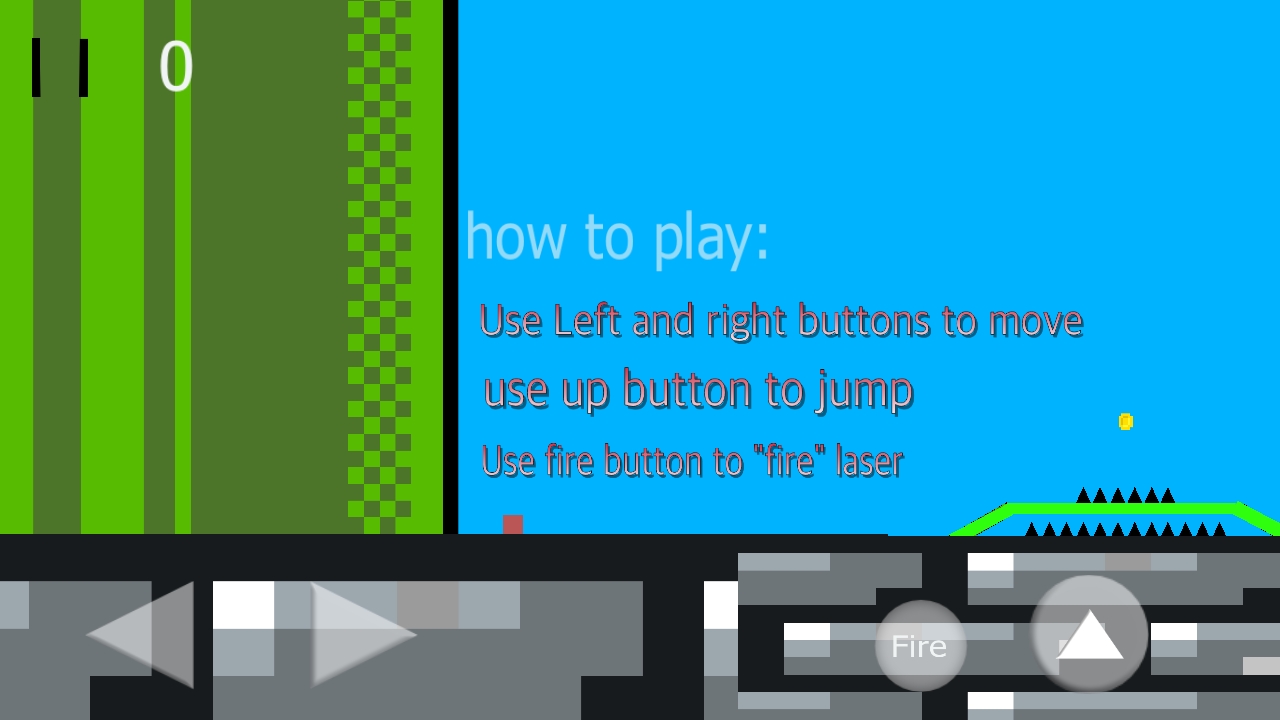 0
how to play:
Use Left and right buttons to move
use up button to jump
Use fire button to "fire" laser
Fire